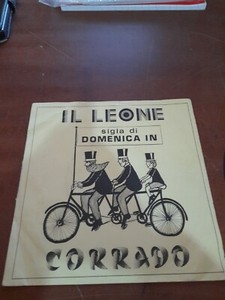 IL LEONE
sigla di
DOMENICA IN
CORRADO